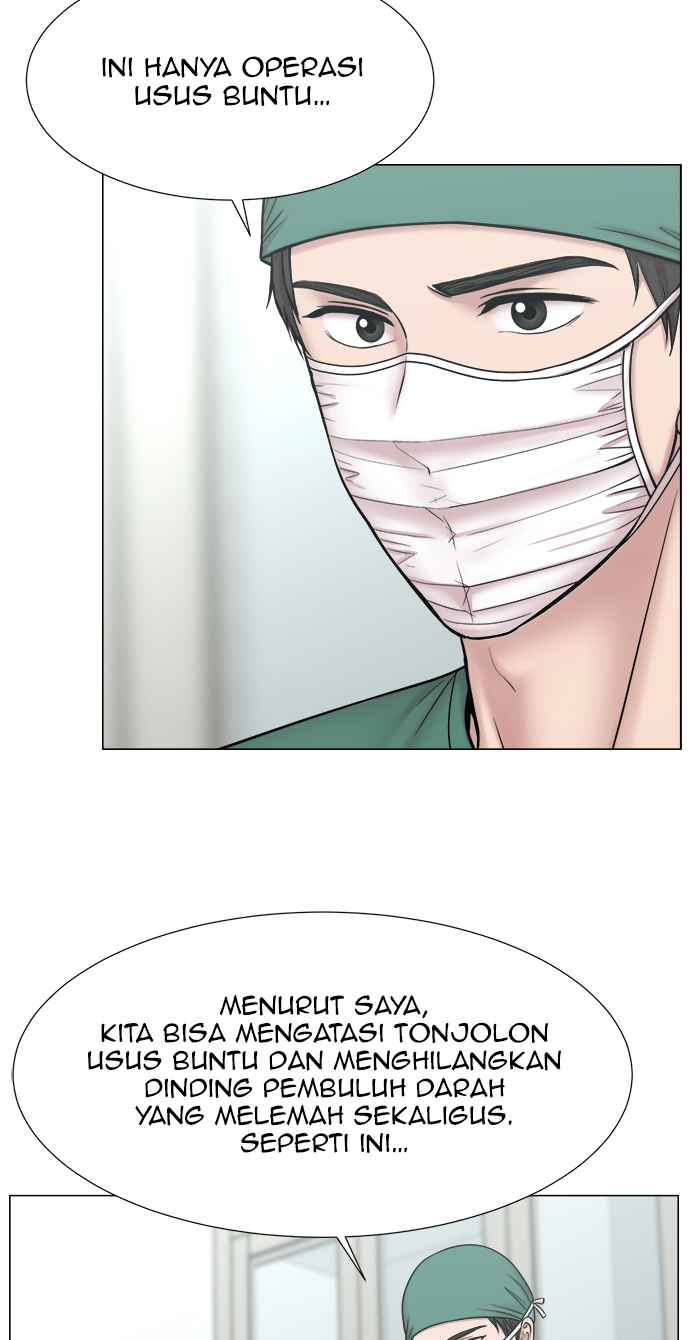 INI HANYA OPERASI
USUS BUNTU...
MENURUT SAYA,
KITA BISA MENGATASI TONJOLON
USUS BUNTU DAN MENGHILANGKAN
DINDING PEMBULUH DARAH
YANG MELEMAH SEKALIGUS.
SEPERTI INI...